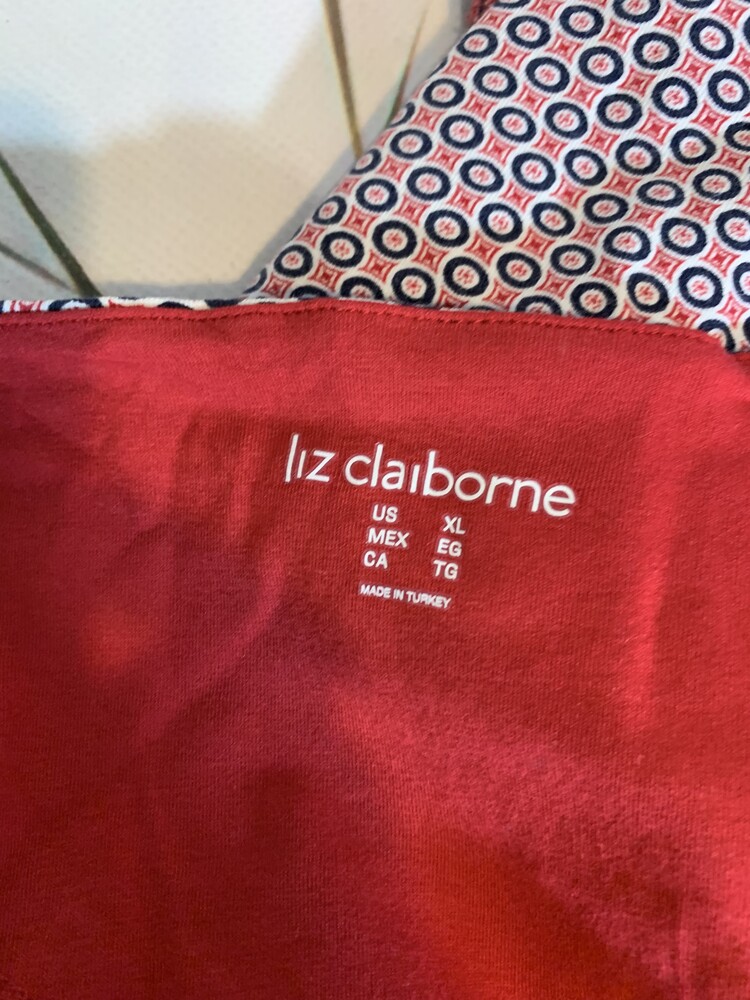 liz claiborne
US XL
MEX EG
CA TG
MADE IN TURKEY